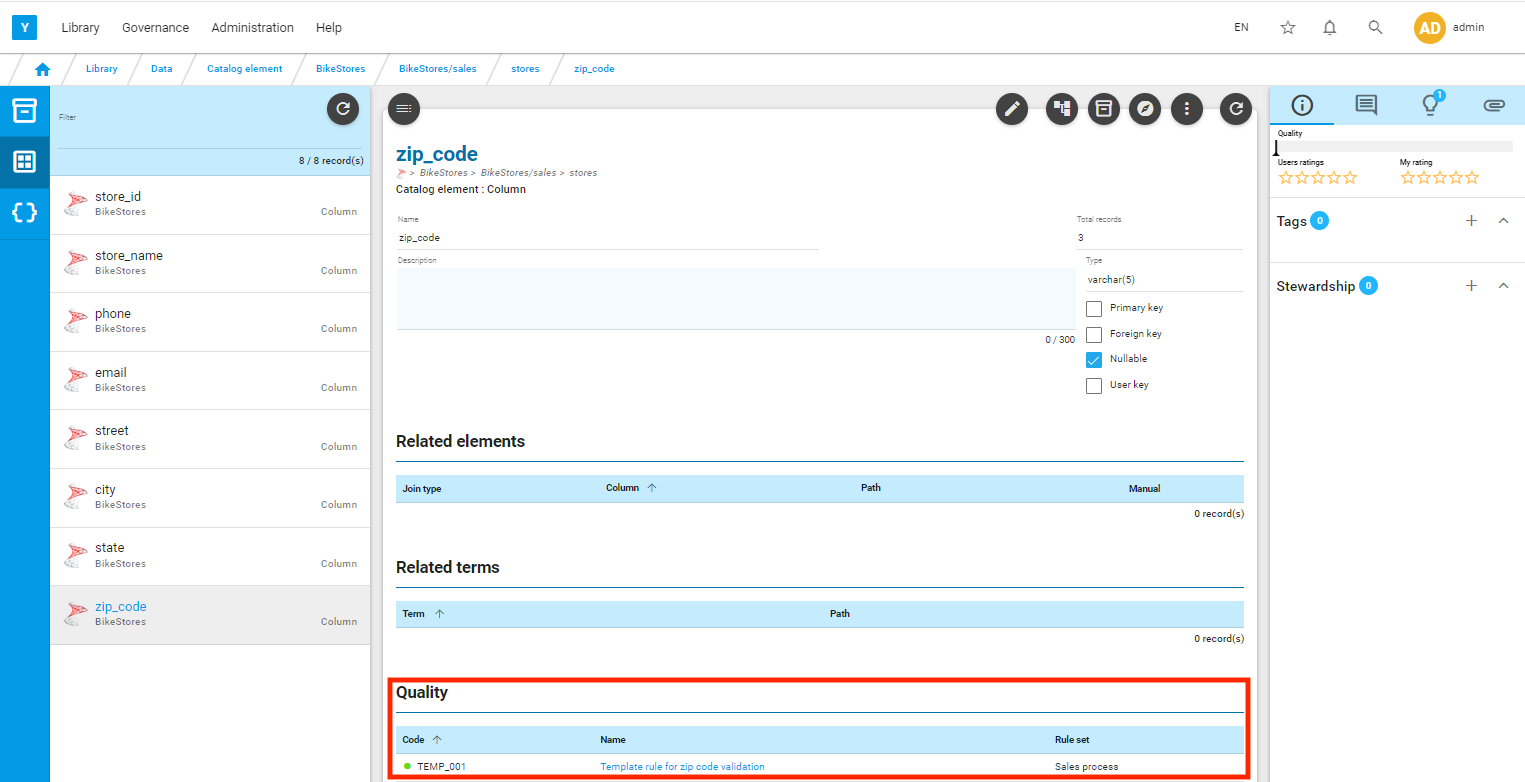 Y Library Governance Administration Help EN AD admin
Library Data Catalog element BikeStores BikeStores/sales stores zip_code
Filter
8 / 8 record(s)
store_id
BikeStores Column
store_name
BikeStores Column
phone
BikeStores Column
email
BikeStores Column
street
BikeStores Column
city
BikeStores Column
state
BikeStores Column
zip_code
BikeStores Column
zip_code
> BikeStores > BikeStores/sales > stores
Catalog element : Column
Name
zip_code
Total records
3
Description
0 / 300
Type
varchar(5)
Primary key
Foreign key
Nullable
User key
Related elements
Join type Column Path Manual
0 record(s)
Related terms
Term Path
0 record(s)
Quality
Code Name Rule set
TEMP_001 Template rule for zip code validation Sales process
1
Quality
Users ratings My rating
Tags 0
Stewardship 0